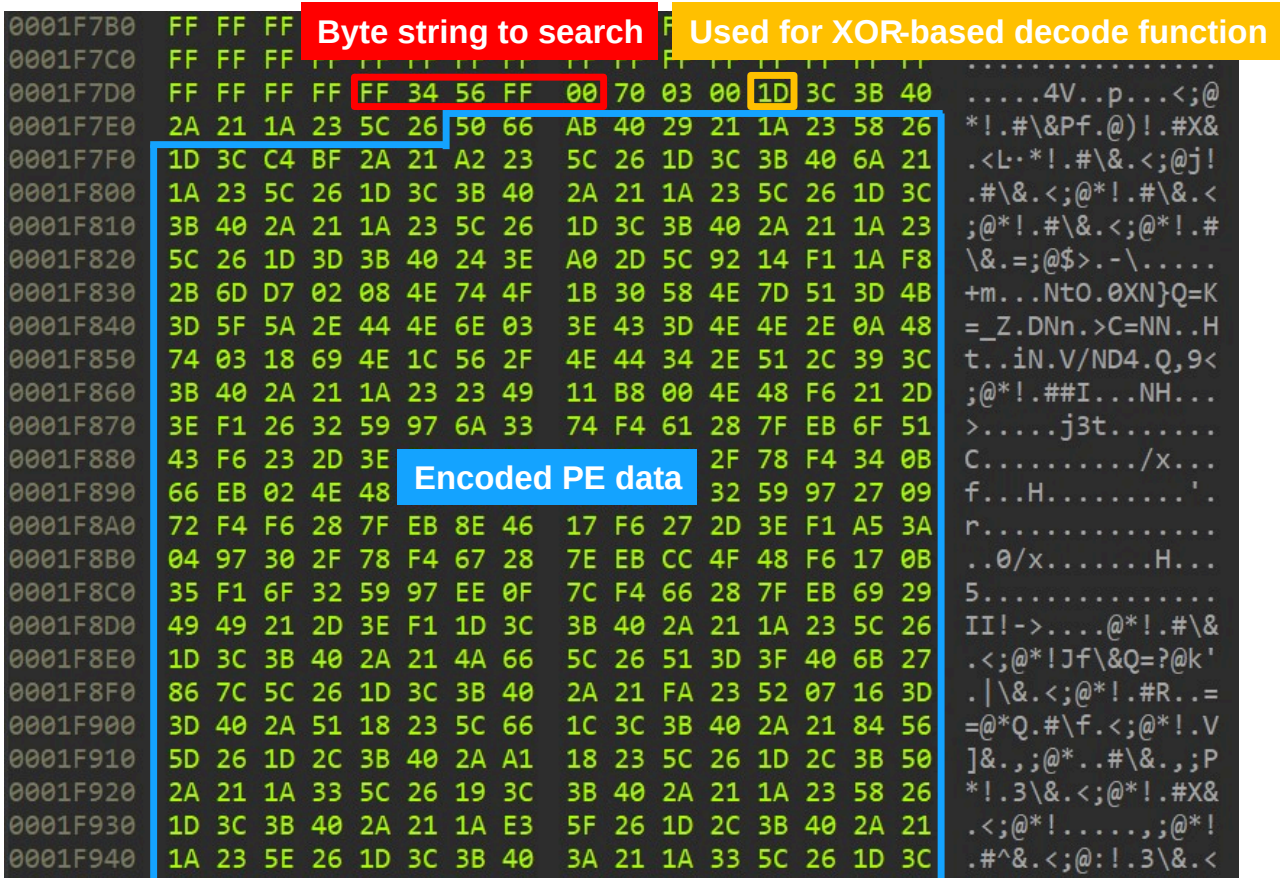 Byte string to search
Used for XOR-based decode function
0001F7B0 FF FF FF
0001F7C0 FF FF FF FF FF FF FF FF FF FF FF FF FF FF FF FF ................
0001F7D0 FF FF FF FF FF 34 56 FF 00 70 03 00 1D 3C 3B 40 .....4V..p...<;@
0001F7E0 2A 21 1A 23 5C 26 50 66 AB 40 29 21 1A 23 58 26 *!.#\&Pf.@)!.#X&
0001F7F0 1D 3C C4 BF 2A 21 A2 23 5C 26 1D 3C 3B 40 6A 21 .<Ŀ·*!.#\&.<;@j!
0001F800 1A 23 5C 26 1D 3C 3B 40 2A 21 1A 23 5C 26 1D 3C .#\&.<;@*!.#\&.<
0001F810 3B 40 2A 21 1A 23 5C 26 1D 3C 3B 40 2A 21 1A 23 ;@*!.#\&.<;@*!.#
0001F820 5C 26 1D 3D 3B 40 24 3E A0 2D 5C 92 14 F1 1A F8 \&.=;@$>.-\.....
0001F830 2B 6D D7 02 08 4E 74 4F 1B 30 58 4E 7D 51 3D 4B +m...NtO.0XN}Q=K
0001F840 3D 5F 5A 2E 44 4E 6E 03 3E 43 3D 4E 4E 2E 0A 48 =_Z.DNn.>C=NN..H
0001F850 74 03 18 69 4E 1C 56 2F 4E 44 34 2E 51 2C 39 3C t..iN.V/ND4.Q,9<
0001F860 3B 40 2A 21 1A 23 23 49 11 B8 00 4E 48 F6 21 2D ;@*!.##I...NH...
0001F870 3E F1 26 32 59 97 6A 33 74 F4 61 28 7F EB 6F 51 >.....j3t.......
0001F880 43 F6 23 2D 3E 2F 78 F4 34 0B C........../x...
Encoded PE data
0001F890 66 EB 02 4E 48 32 59 97 27 09 f...H.........'.
0001F8A0 72 F4 F6 28 7F EB 8E 46 17 F6 27 2D 3E F1 A5 3A r...............
0001F8B0 04 97 30 2F 78 F4 67 28 7E EB CC 4F 48 F6 17 0B ..0/x.......H...
0001F8C0 35 F1 6F 32 59 97 EE 0F 7C F4 66 28 7F EB 69 29 5...............
0001F8D0 49 49 21 2D 3E F1 1D 3C 3B 40 2A 21 1A 23 5C 26 II!->....@*!.#\&
0001F8E0 1D 3C 3B 40 2A 21 4A 66 5C 26 51 3D 3F 40 6B 27 .<;@*!Jf\&Q=?@k'
0001F8F0 86 7C 5C 26 1D 3C 3B 40 2A 21 FA 23 52 07 16 3D .|\&.<;@*!.#R..=
0001F900 3D 40 2A 51 18 23 5C 66 1C 3C 3B 40 2A 21 84 56 =@*Q.#\f.<;@*!.V
0001F910 5D 26 1D 2C 3B 40 2A A1 18 23 5C 26 1D 2C 3B 50 ]&.,;@*..#\&.,;P
0001F920 2A 21 1A 33 5C 26 19 3C 3B 40 2A 21 1A 23 58 26 *!.3\&.<;@*!.#X&
0001F930 1D 3C 3B 40 2A 21 1A E3 5F 26 1D 2C 3B 40 2A 21 .<;@*!.....,;@*!
0001F940 1A 23 5E 26 1D 3C 3B 40 3A 21 1A 33 5C 26 1D 3C .#^&.<;@:!.3\&.<